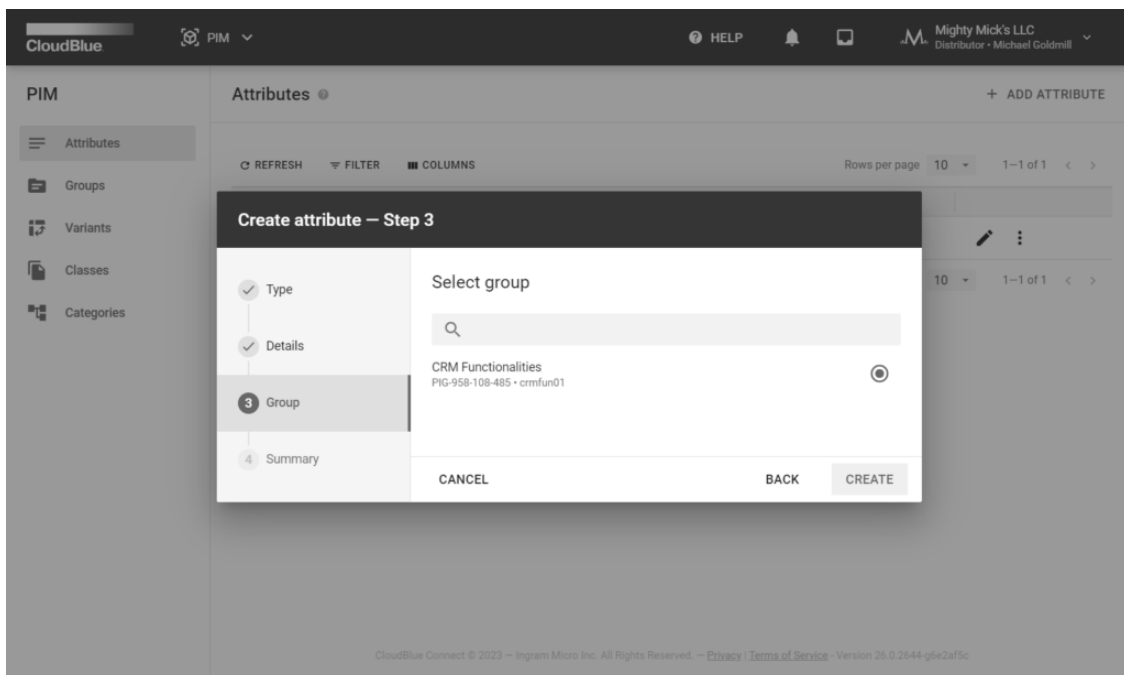 CloudBlue
PIM
HELP
Mighty Mick's LLC
Distributor • Michael Goldmill
PIM
Attributes
+ ADD ATTRIBUTE
Attributes
Groups
Variants
Classes
Categories
REFRESH
FILTER
COLUMNS
Rows per page 10
1–1 of 1
Create attribute — Step 3
Type
Details
3 Group
4 Summary
Select group
CRM Functionalities
PIG-958-108-485 • crmfun01
CANCEL
BACK
CREATE
10
1–1 of 1
CloudBlue Connect © 2023 — Ingram Micro Inc. All Rights Reserved. — Privacy | Terms of Service - Version 26.0.2644-g6e2af5c